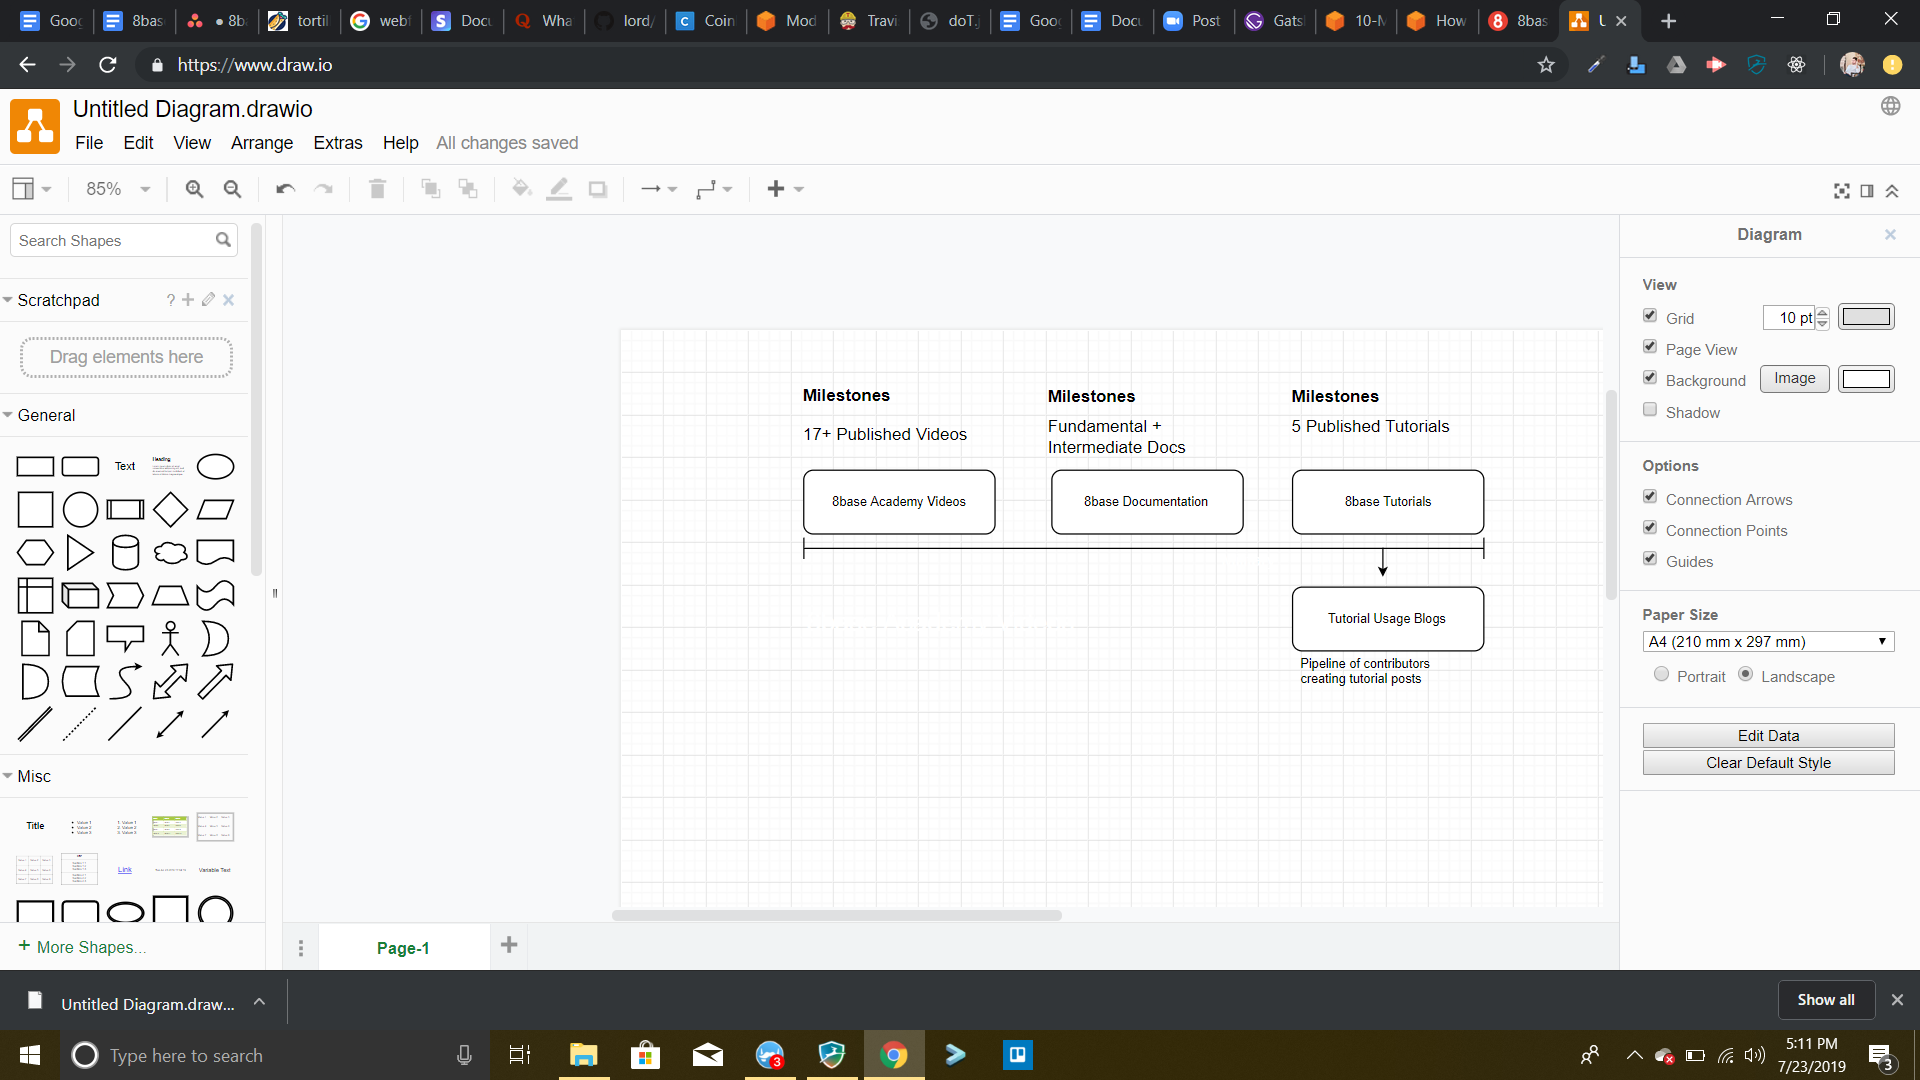 Goo
8bas
8b
tortil
webf
Docu
Wha
lord/
Coin
Mod
Travi
doT.j
Goo
Docu
Post
Gats
10-M
How
8bas
https://www.draw.io
Untitled Diagram.drawio
File Edit View Arrange Extras Help All changes saved
85%
Search Shapes
Scratchpad
?
Drag elements here
General
Text
Heading
Misc
Title
Link
Variable Text
+ More Shapes...
Milestones
17+ Published Videos
8base Academy Videos
Milestones
Fundamental +
Intermediate Docs
8base Documentation
Milestones
5 Published Tutorials
8base Tutorials
Tutorial Usage Blogs
Pipeline of contributors
creating tutorial posts
Page-1
Diagram
View
Grid
10 pt
Page View
Background
Image
Shadow
Options
Connection Arrows
Connection Points
Guides
Paper Size
A4 (210 mm x 297 mm)
Portrait
Landscape
Edit Data
Clear Default Style
Untitled Diagram.draw...
Show all
Type here to search
3
5:11 PM
7/23/2019
3